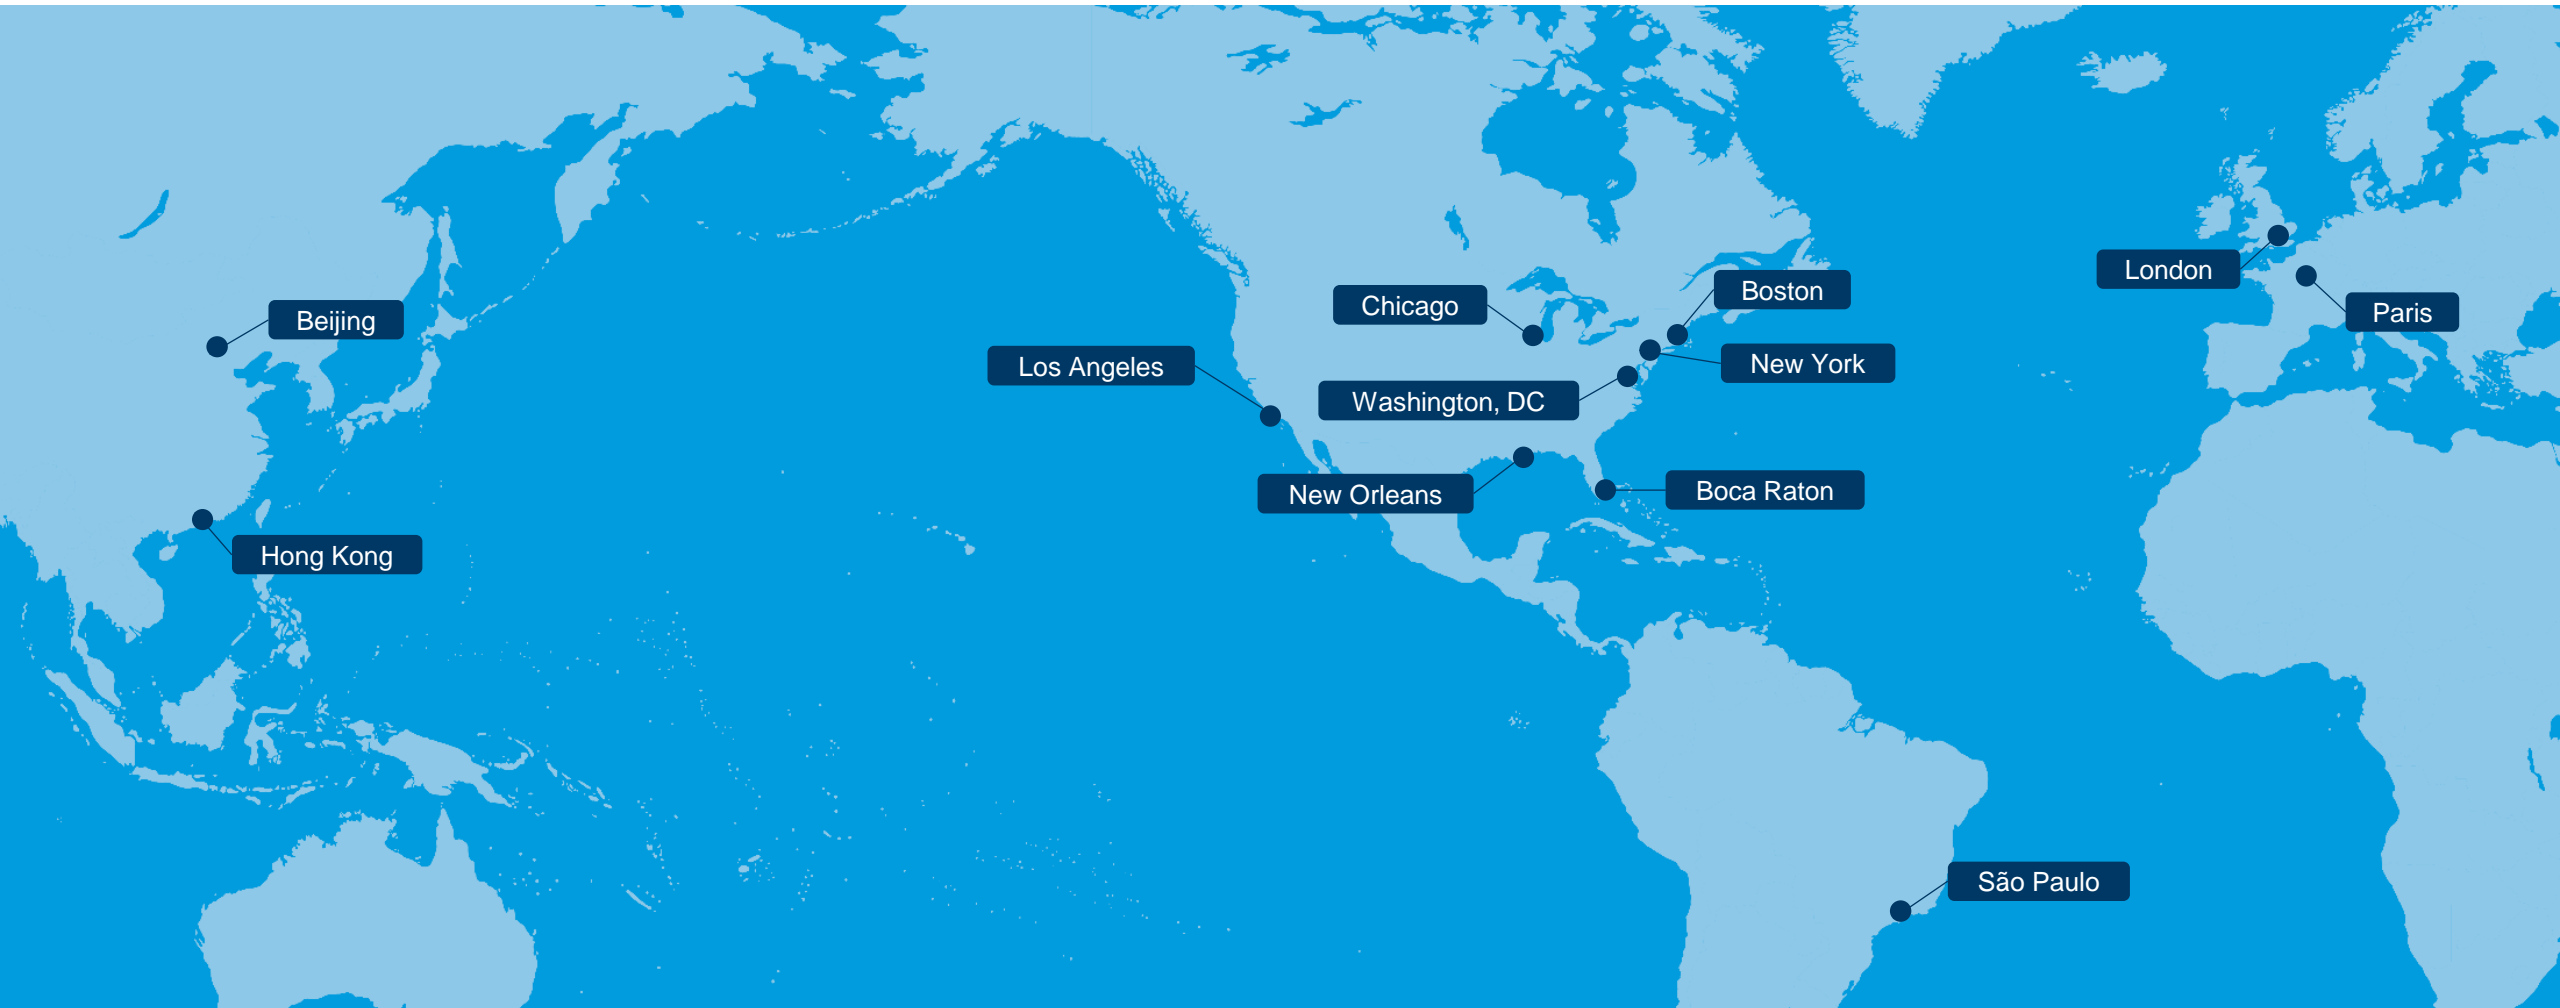 London
Boston
Chicago
Paris
Beijing
New York
Los Angeles
Washington, DC
Boca Raton
New Orleans
Hong Kong
São Paulo